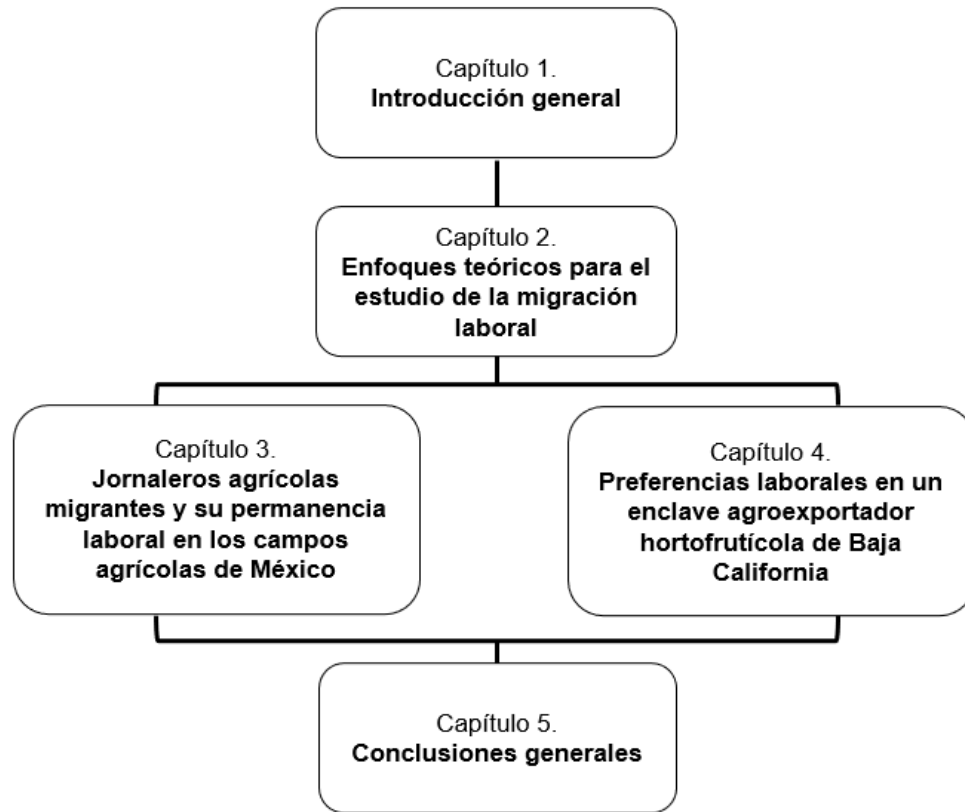 Capítulo 1.
Introducción general
Capítulo 2.
Enfoques teóricos para el
estudio de la migración
laboral
Capítulo 3.
Jornaleros agrícolas
migrantes y su permanencia
laboral en los campos
agrícolas de México
Capítulo 4.
Preferencias laborales en un
enclave agroexportador
hortofrutícola de Baja
California
Capítulo 5.
Conclusiones generales